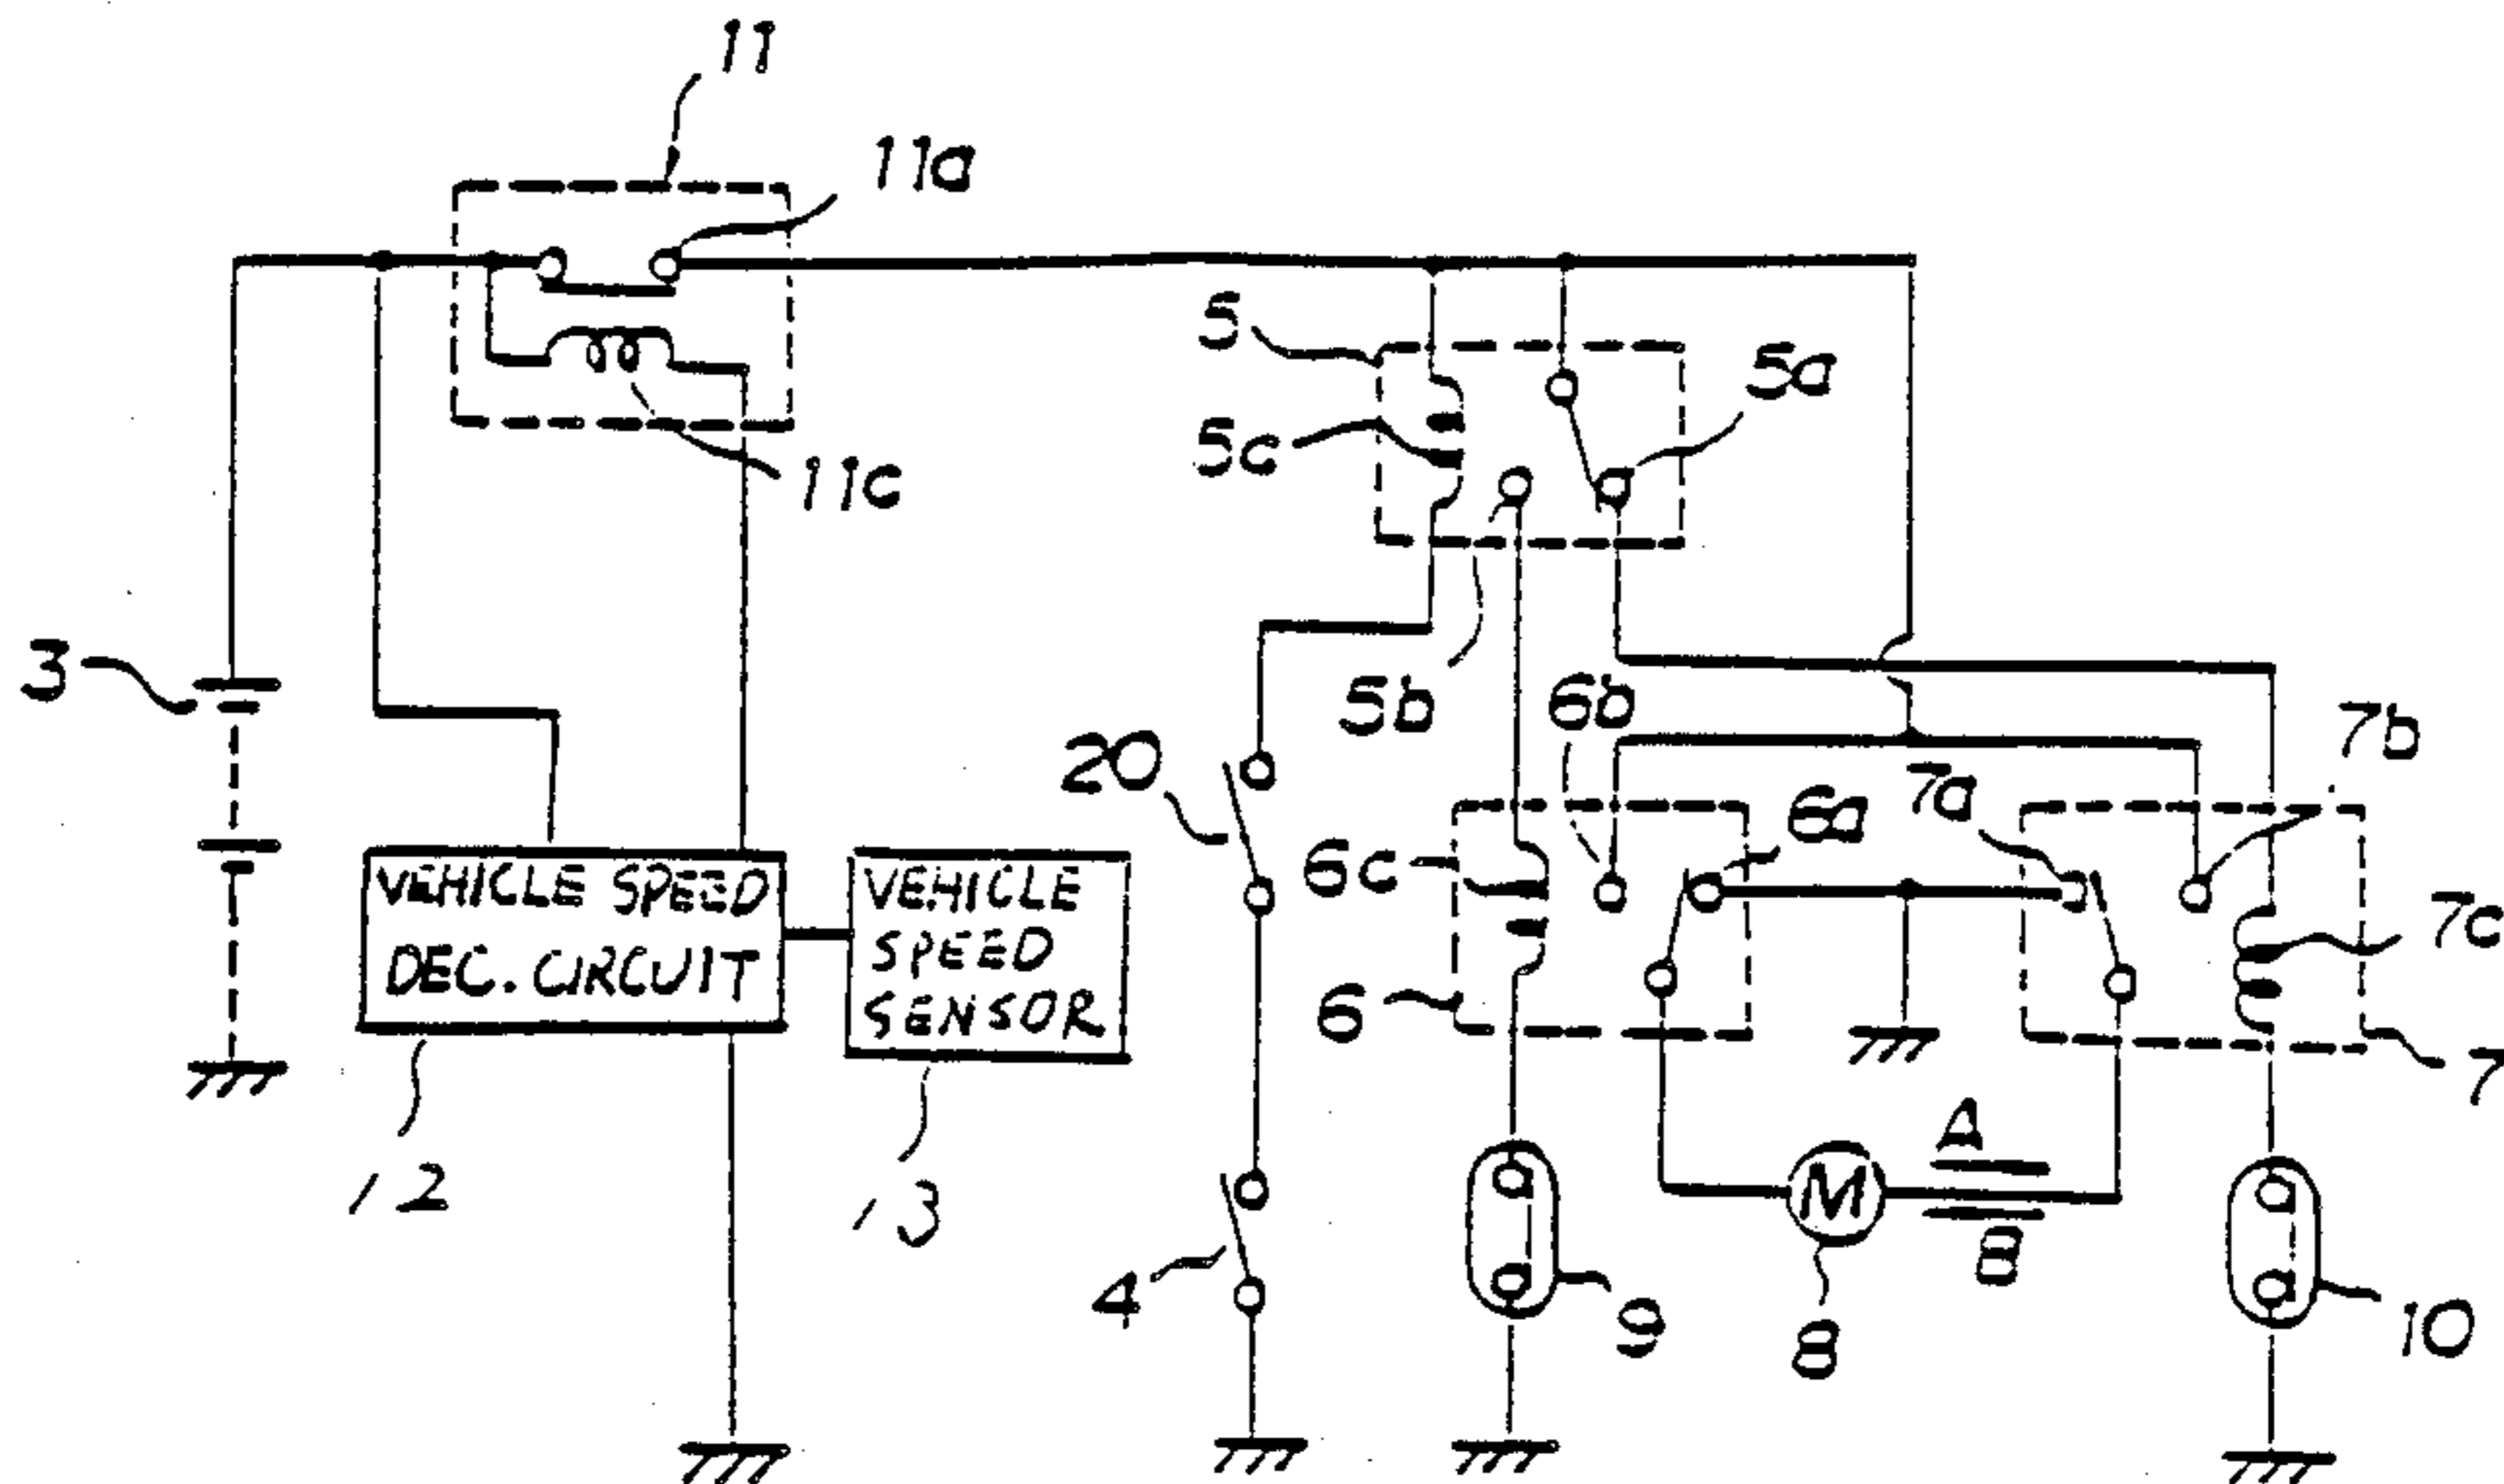 11
11a
11c
5
5a
5c
3
5b
6b
7b
20
6a
7a
6c
7c
VEHICLE SPEED
DEC. CIRCUIT
VEHICLE
SPEED
SENSOR
6
7
A
M
B
12
13
4
9
8
10